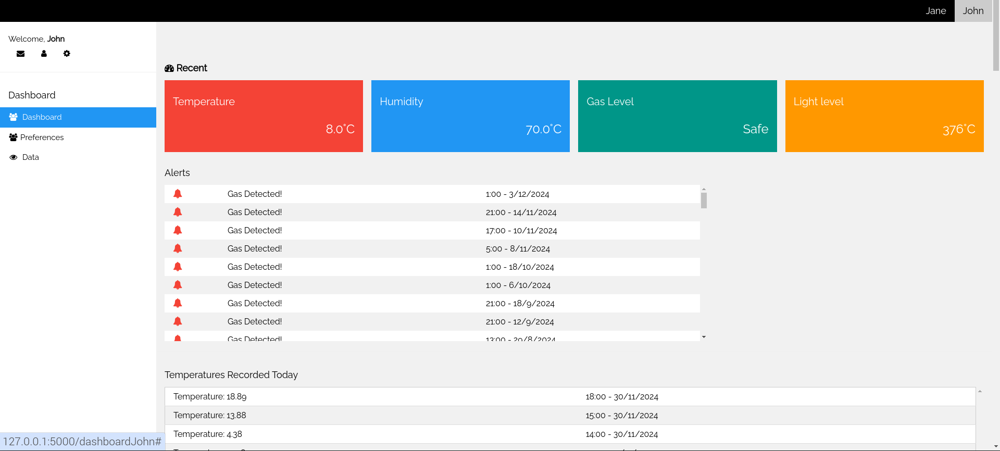 Jane John
Welcome, John
Recent
Temperature
8.0°C
Humidity
70.0°C
Gas Level
Safe
Light level
376°C
Dashboard
Dashboard
Preferences
Data
Alerts
Gas Detected! 1:00 - 3/12/2024
Gas Detected! 21:00 - 14/11/2024
Gas Detected! 17:00 - 10/11/2024
Gas Detected! 5:00 - 8/11/2024
Gas Detected! 1:00 - 18/10/2024
Gas Detected! 1:00 - 6/10/2024
Gas Detected! 21:00 - 18/9/2024
Gas Detected! 21:00 - 12/9/2024
Gas Detected! 13:00 - 29/8/2024
Temperatures Recorded Today
Temperature: 18.89 18:00 - 30/11/2024
Temperature: 13.88 15:00 - 30/11/2024
Temperature: 4.38 14:00 - 30/11/2024
127.0.0.1:5000/dashboardJohn#